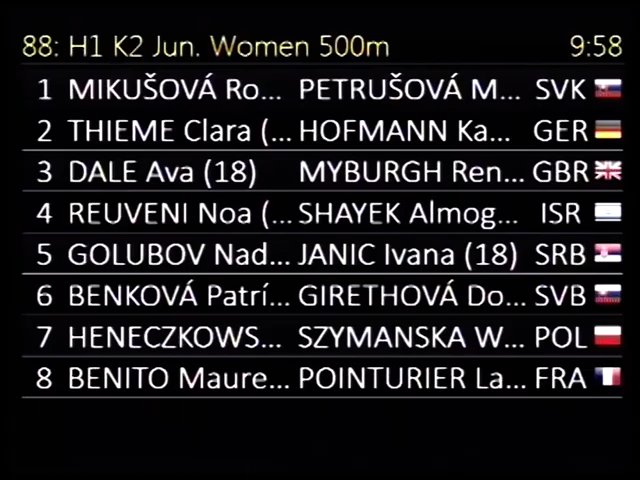 88: H1 K2 Jun. Women 500m 9:58
1 MIKUŠOVÁ Ro... PETRUŠOVÁ M... SVK
2 THIEME Clara (... HOFMANN Ka... GER
3 DALE Ava (18) MYBURGH Ren... GBR
4 REUVENI Noa (... SHAYEK Almog... ISR
5 GOLUBOV Nad... JANIC Ivana (18) SRB
6 BENKOVÁ Patrí... GIRETHOVÁ Do... SVB
7 HENECZKOWS... SZYMANSKA W... POL
8 BENITO Maure... POINTURIER La... FRA